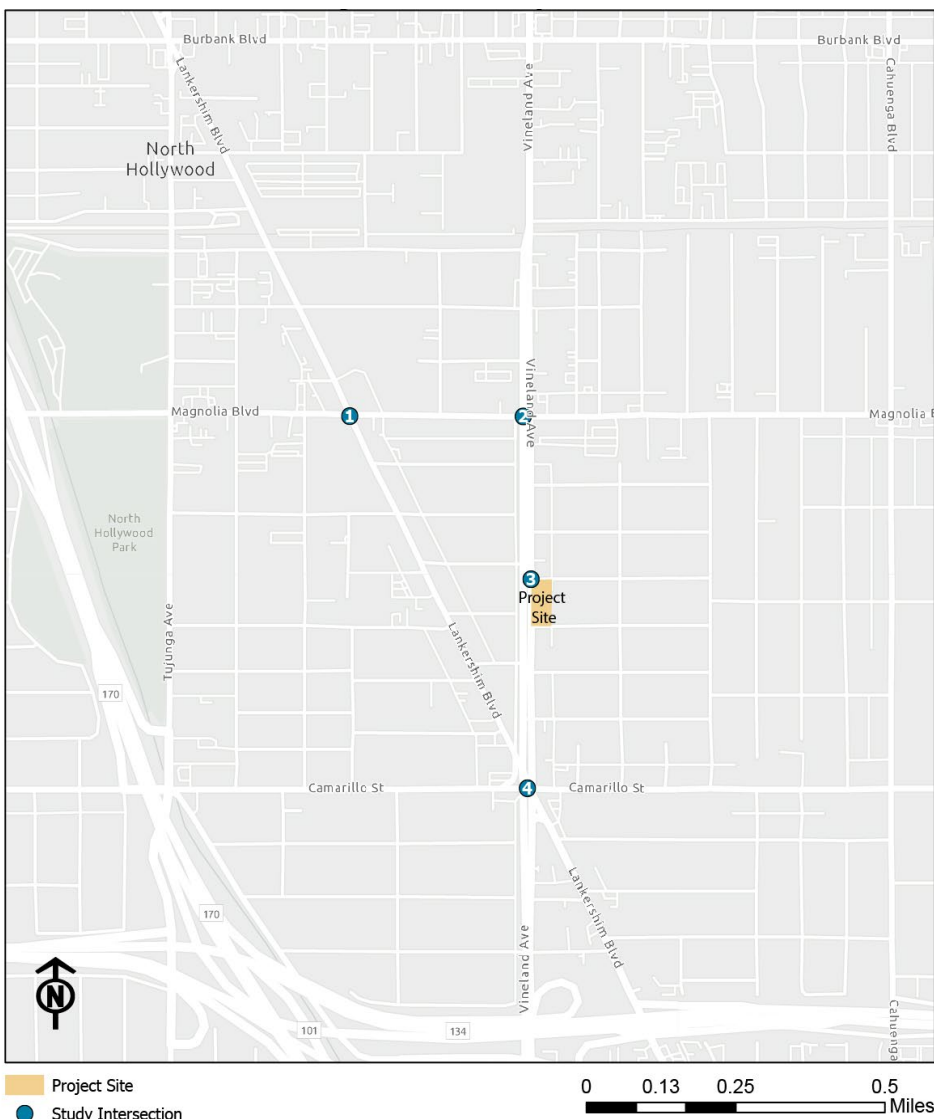 Burbank Blvd
Burbank Blvd
Lankershim Blvd
Vineland Ave
Cahuenga Blvd
North
Hollywood
Vineland Ave
Magnolia Blvd
1
2
Magnolia B
North
Hollywood
Park
3
Project
Site
Tujunga Ave
Lankershim Blvd
170
Camarillo St
4
Camarillo St
Lankershim Blvd
170
Vineland Ave
N
101
134
Cahuenga
Project Site
Study Intersection
0 0.13 0.25 0.5
Miles